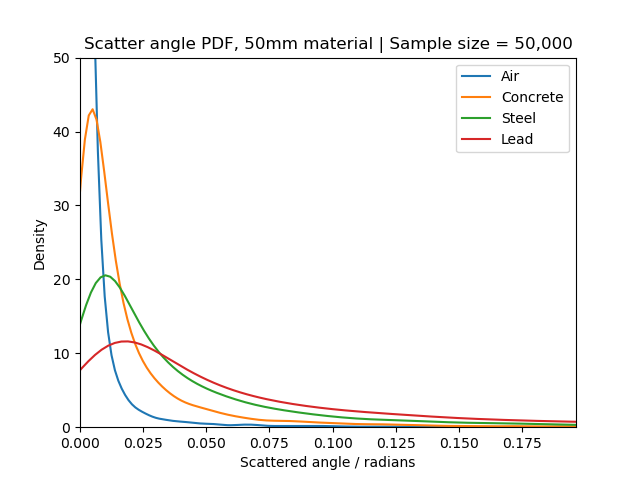 Scatter angle PDF, 50mm material | Sample size = 50,000
Air
Concrete
Steel
Lead
50
40
30
20
10
0
Density
0.000 0.025 0.050 0.075 0.100 0.125 0.150 0.175
Scattered angle / radians